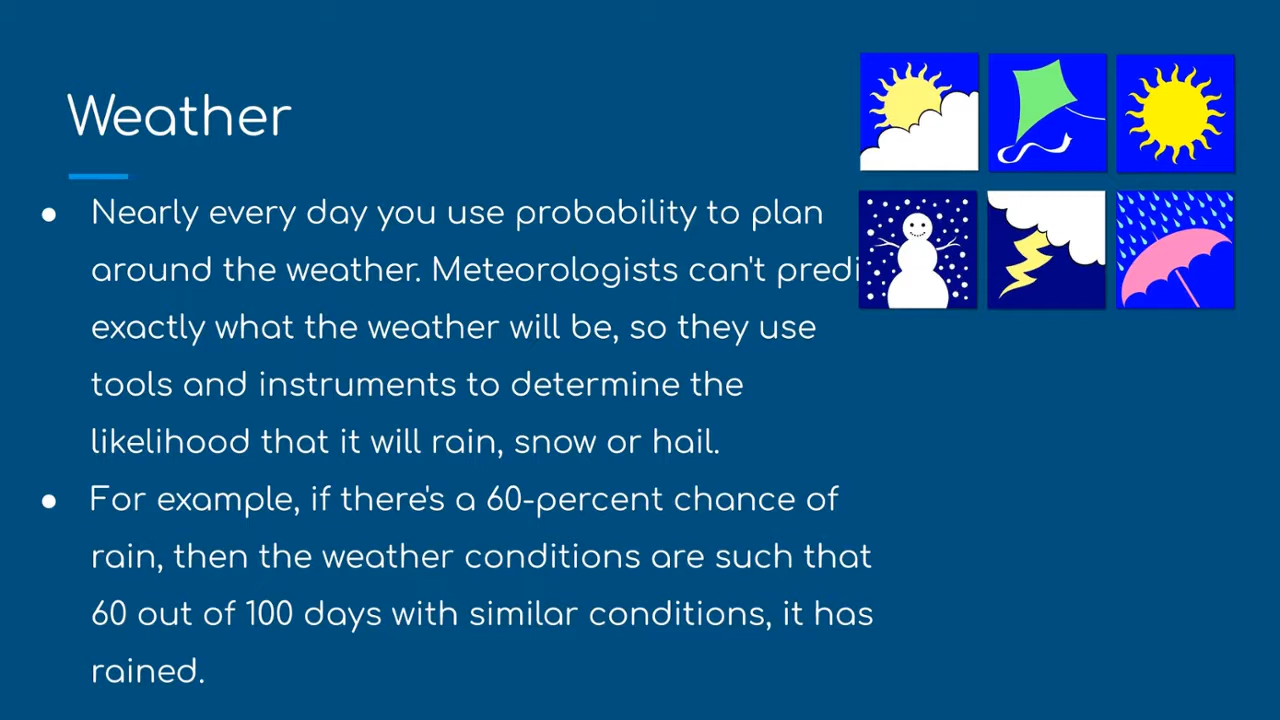 Weather
● Nearly every day you use probability to plan
around the weather. Meteorologists can't predi
exactly what the weather will be, so they use
tools and instruments to determine the
likelihood that it will rain, snow or hail.
● For example, if there's a 60-percent chance of
rain, then the weather conditions are such that
60 out of 100 days with similar conditions, it has
rained.